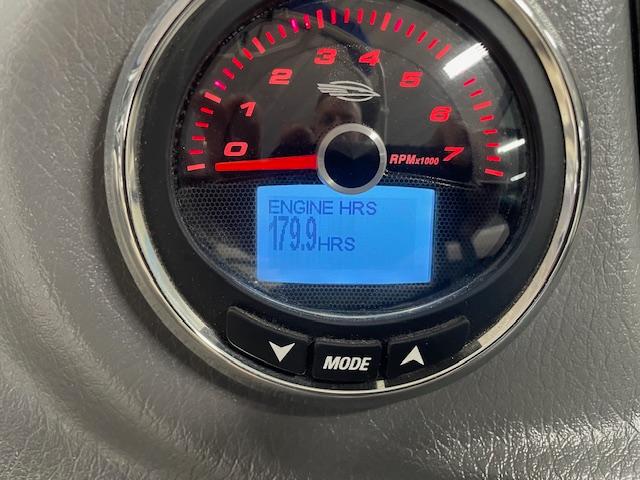 0 1 2 3 4 5 6 7
RPMx1000
ENGINE HRS
179.9HRS
MODE